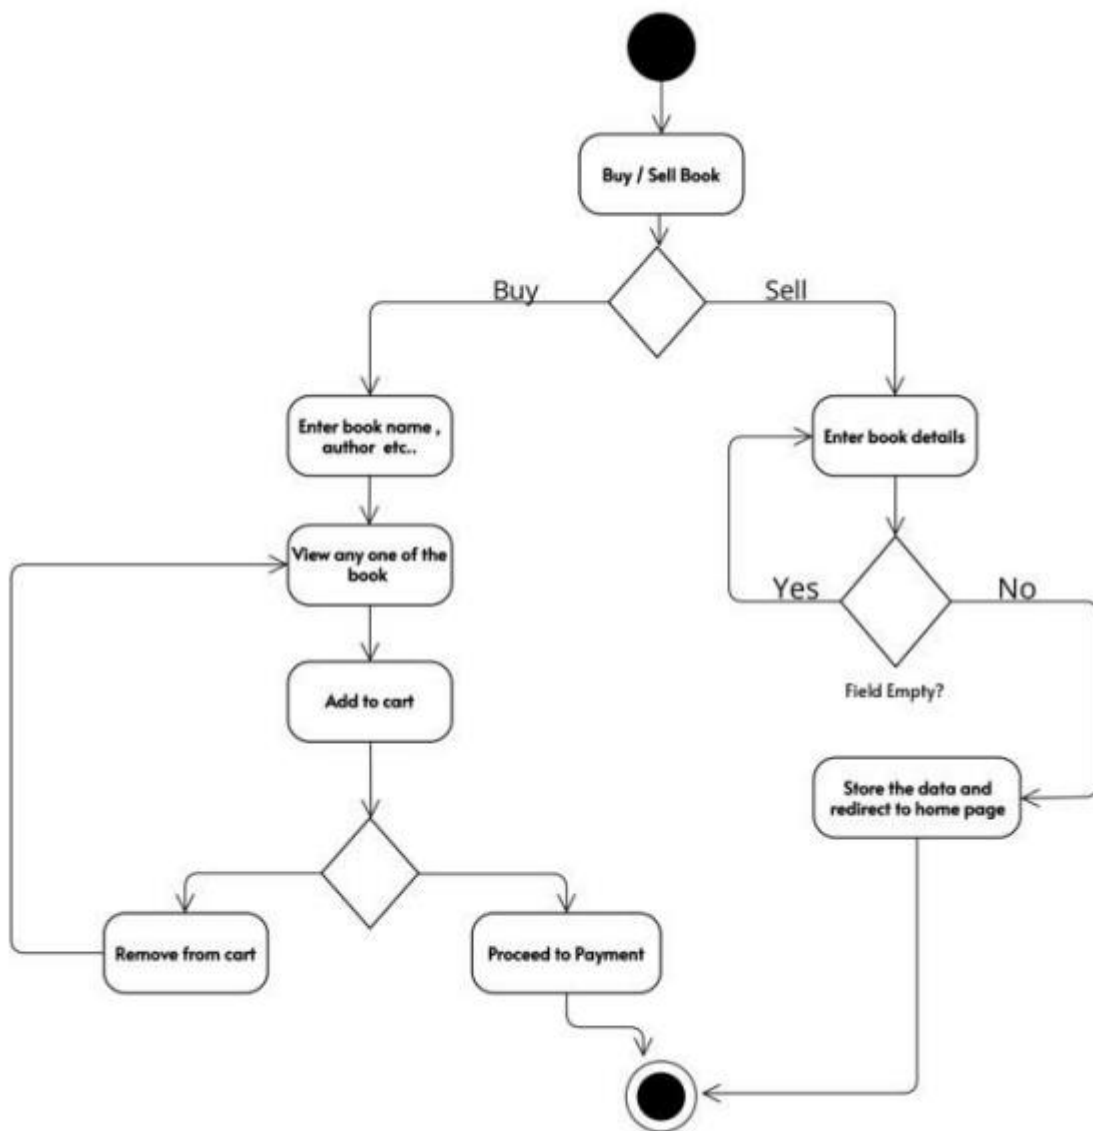 Buy / Sell Book
Buy
Sell
Enter book name ,
author etc..
Enter book details
View any one of the
book
Yes
No
Field Empty?
Add to cart
Store the data and
redirect to home page
Remove from cart
Proceed to Payment